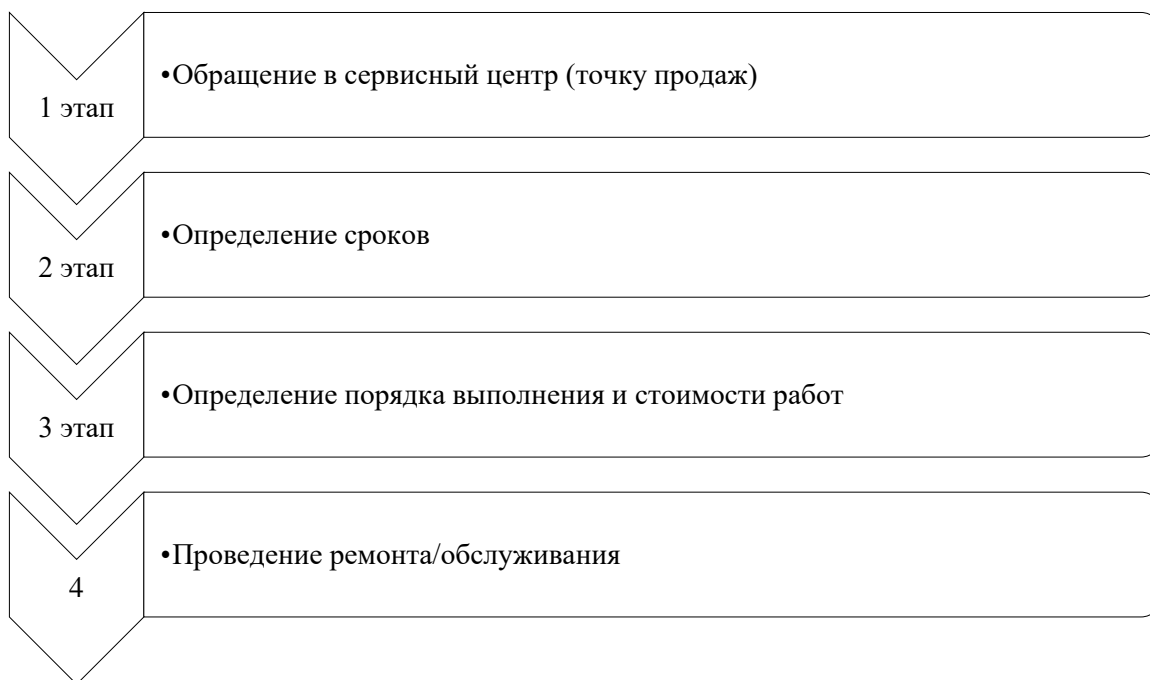 1 этап
•Обращение в сервисный центр (точку продаж)
2 этап
•Определение сроков
3 этап
•Определение порядка выполнения и стоимости работ
4
•Проведение ремонта/обслуживания